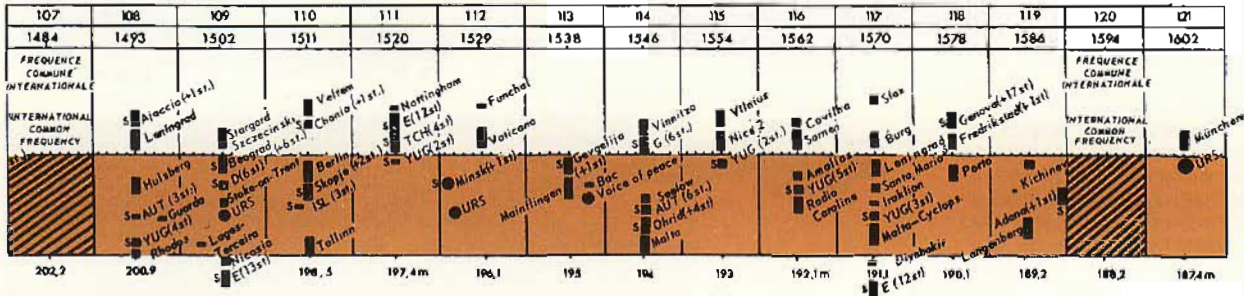 107 108 109 110 111 112 113 114 115 116 117 118 119 120 121
1484 1493 1502 1511 1520 1529 1538 1546 1554 1562 1570 1578 1586 1594 1602
FREQUENCE
COMMUNE
INTERNATIONALE
INTERNATIONAL
COMMON
FREQUENCY
S Ajaccio (+1st.)
Leningrad
Hulsberg
S AUT (3st.)
Guarda
S YUG (4st)
Rhodos
Stargard
S Szczecinski
Beograd (+6st.)
S D (6st)
Stoke-on-Trent
S URS
Lages-
Terceira
Nicosia
S E (13st)
Velten
Chania (+1st.)
Berlin
S Skopje (+2st.)
S ISL (3st.)
Tallinn
Nottingham
S E (12st)
TCH (4st)
S YUG (2st)
Funchal
Vaticano
S Minsk (+1st)
URS
Gevgelija
S (+1st)
Bac
Mainflingen
Voice of peace
Vinnitza
S G (6st.)
Seelow
S AUT (6st.)
S Ohrid (+4st)
Malta
Vilnius
Nice 2
S YUG (2st.)
Covilha
Sarnen
Amalias
S YUG (5st)
S Radio
Caroline
Sfax
Burg
Leningrad
Santa Maria
S Iraklion
S YUG (3st)
Malta-Cyclops
Diyabakir
S E (12st)
S Genova (+17st)
S Fredrikstad (+1st)
Porto
Kichinev
Adana (+1st)
S
Langenberg
FREQUENCE
COMMUNE
INTERNATIONALE
INTERNATIONAL
COMMON
FREQUENCY
München
URS
202,2 200,9 198,5 197,4m 196,1 195 194 193 192,1m 191,1 190,1 189,2 188,2 187,4m